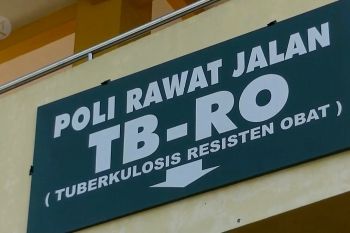 POLI RAWAT JALAN
TB-RO
( TUBERKULOSIS RESISTEN OBAT )